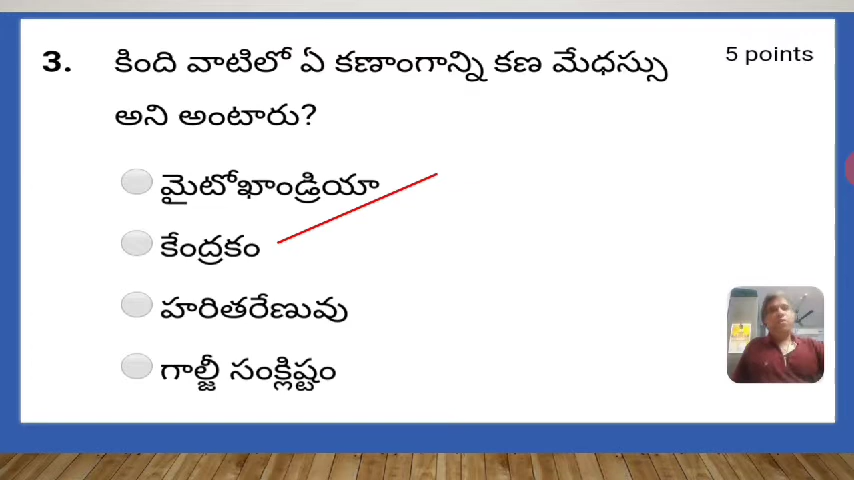 3. కింది వాటిలో ఏ కణాంగాన్ని కణ మేధస్సు 5 points
అని అంటారు?
మైటోఖాండ్రియా
కేంద్రకం
హరితరేణువు
గాల్జీ సంక్లిష్టం